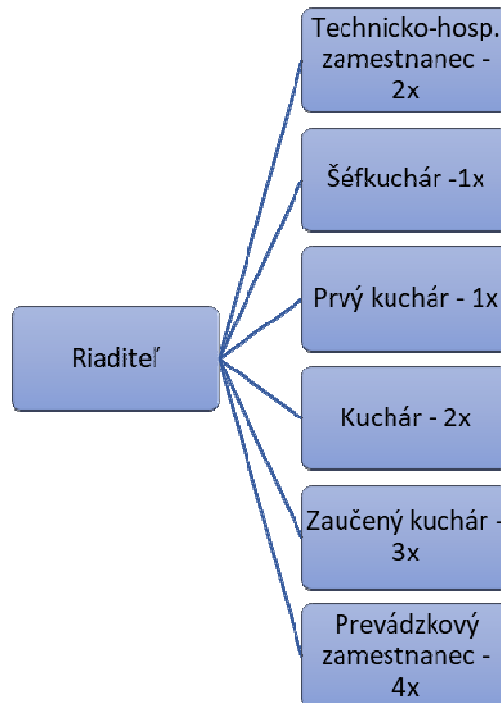 Technicko-hosp.
zamestnanec -
2x
Šéfkuchár -1x
Prvý kuchár - 1x
Riaditeľ
Kuchár - 2x
Zaučený kuchár -
3x
Prevádzkový
zamestnanec -
4x